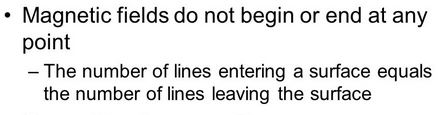 • Magnetic fields do not begin or end at any
point
– The number of lines entering a surface equals
the number of lines leaving the surface